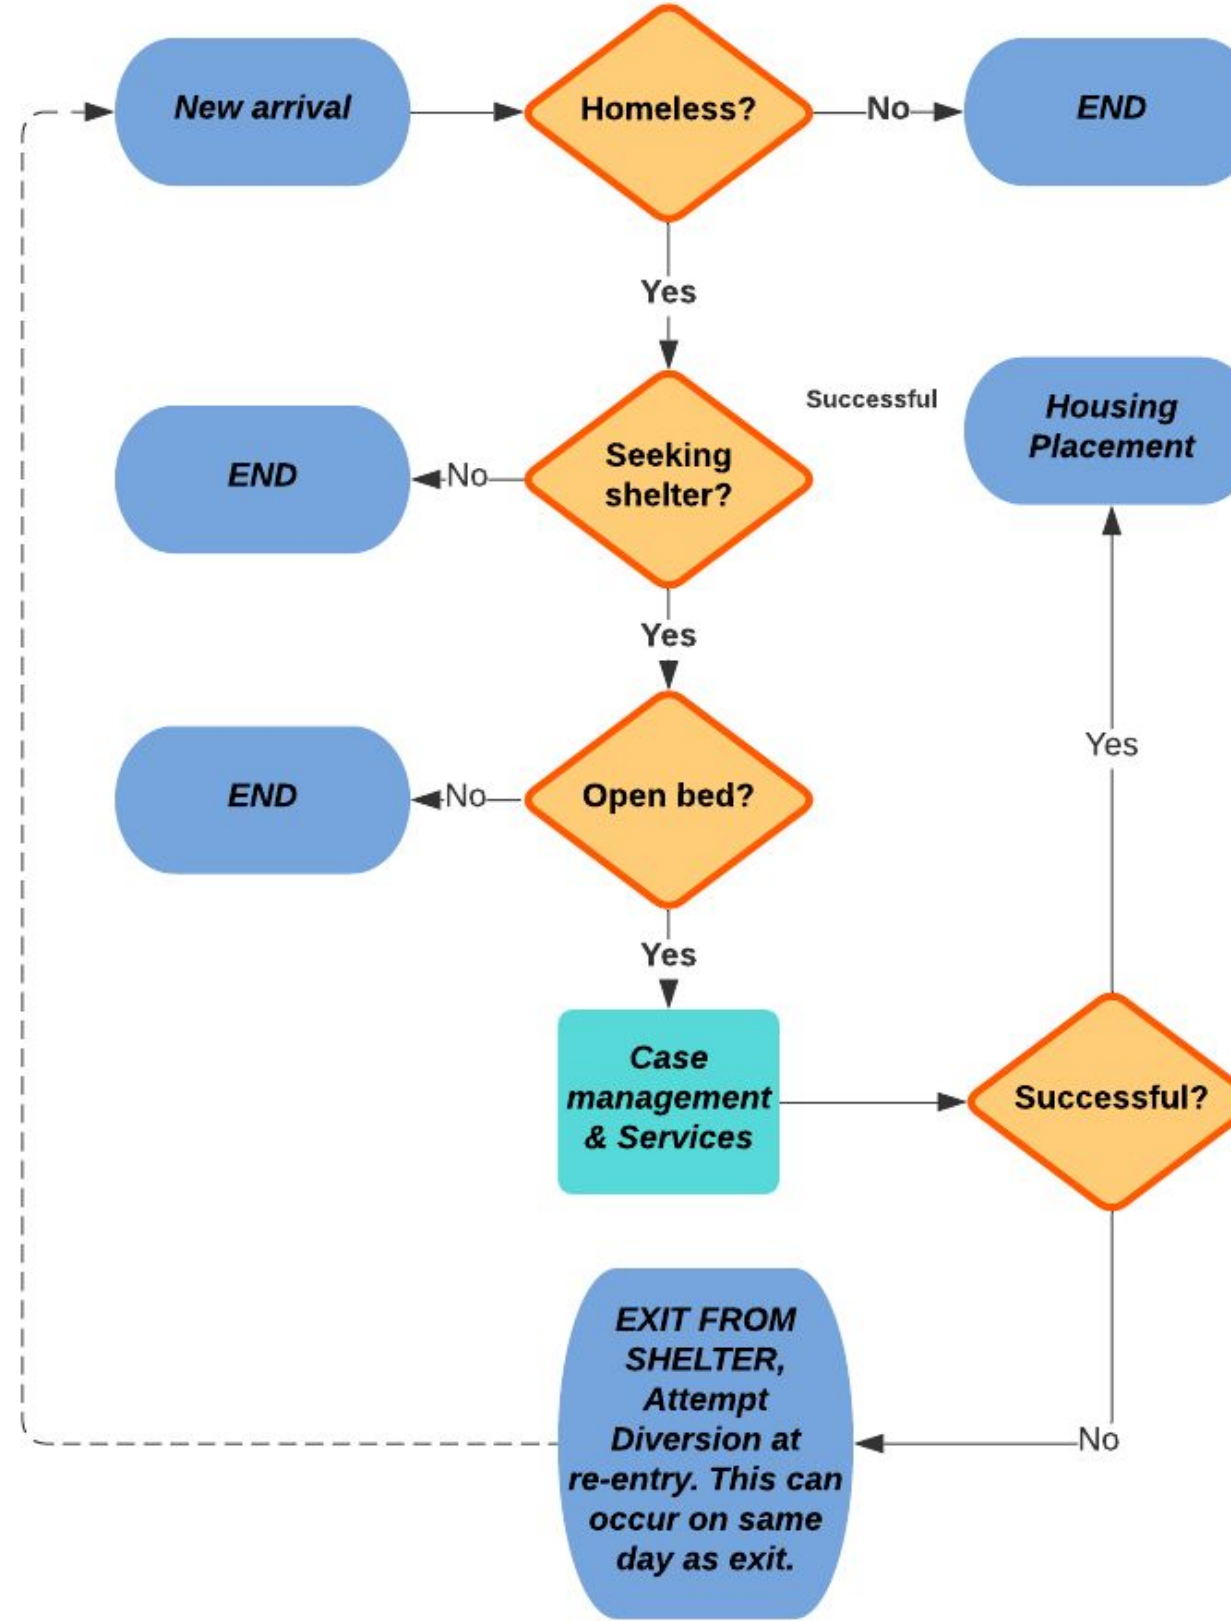 New arrival
Homeless?
No
END
Yes
Successful
Housing
Placement
END
No
Seeking
shelter?
Yes
END
No
Open bed?
Yes
Yes
Case
management
& Services
Successful?
EXIT FROM
SHELTER,
Attempt
Diversion at
re-entry. This can
occur on same
day as exit.
No